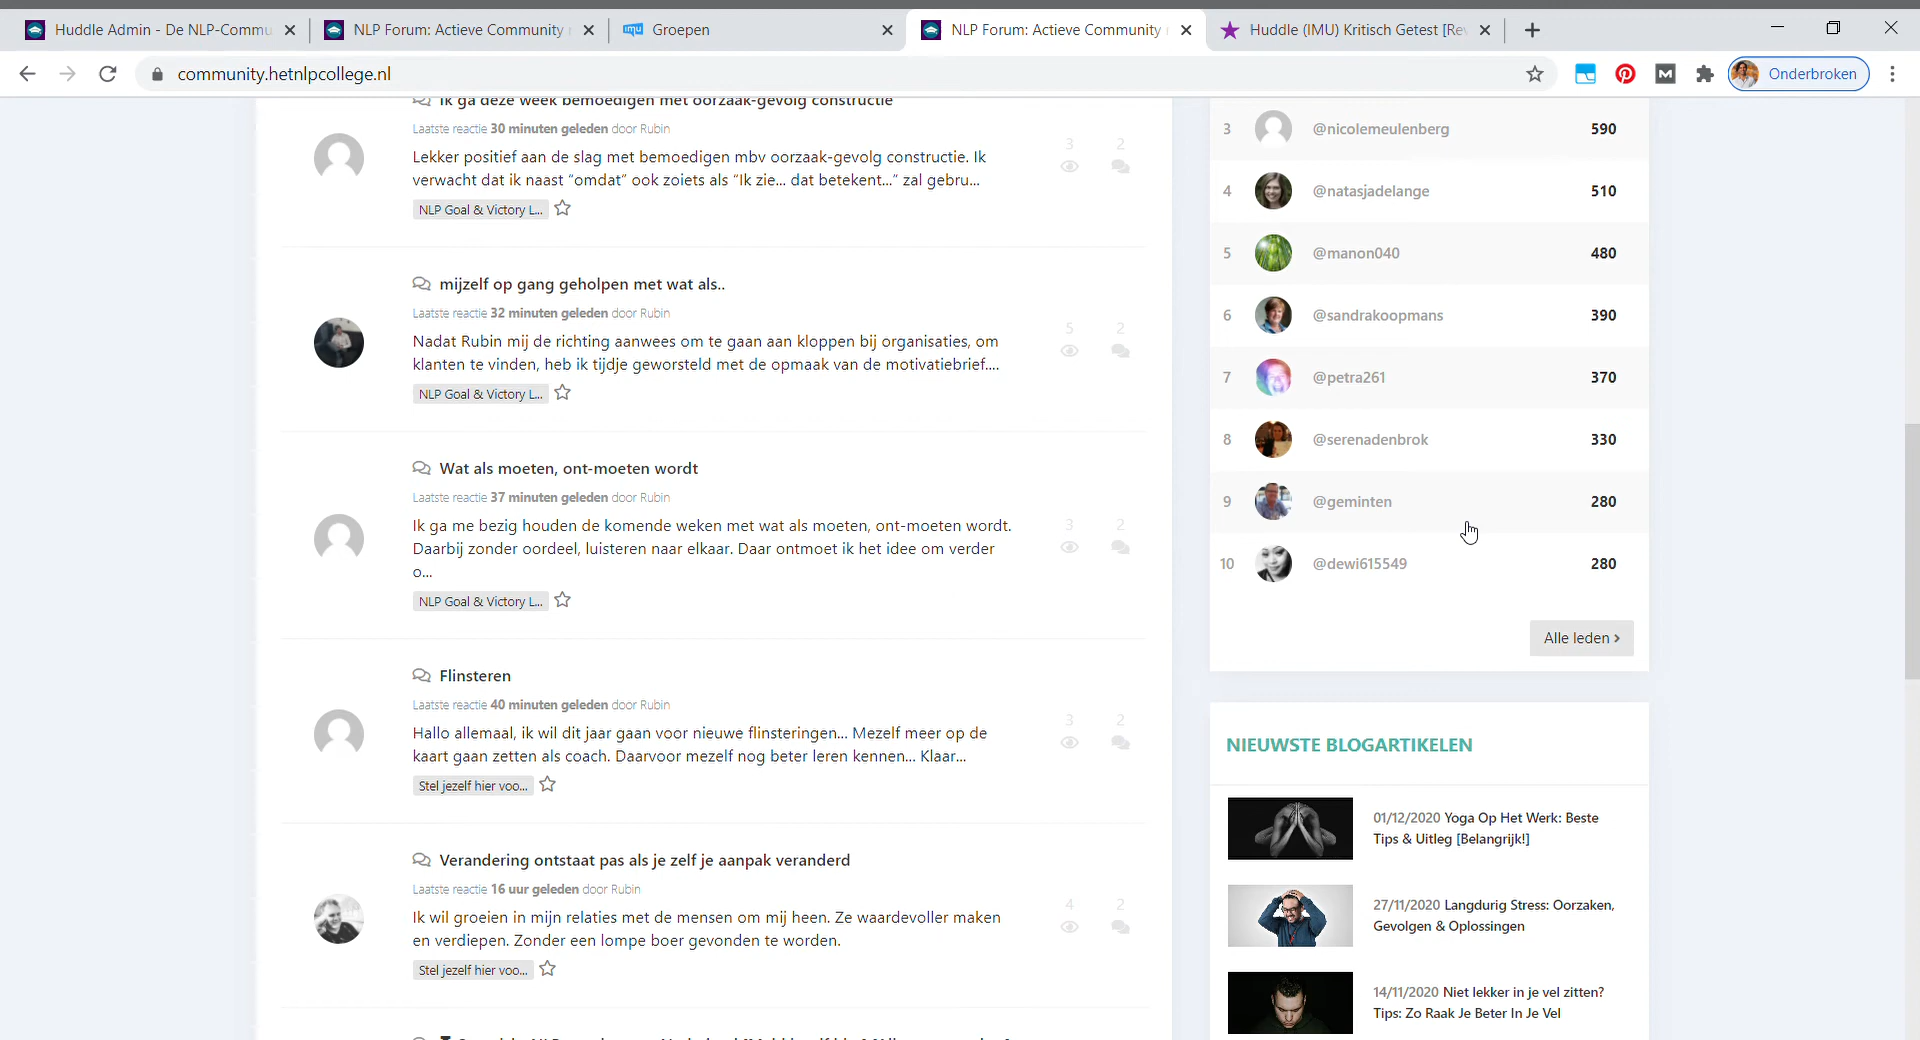 Huddle Admin - De NLP-Commu
NLP Forum: Actieve Community
imu Groepen
NLP Forum: Actieve Community
Huddle (IMU) Kritisch Getest [Re
community.hetnlpcollege.nl
Onderbroken
Ik ga deze week bemoedigen met oorzaak-gevolg constructie
Laatste reactie 30 minuten geleden door Rubin
Lekker positief aan de slag met bemoedigen mbv oorzaak-gevolg constructie. Ik
verwacht dat ik naast “omdat” ook zoiets als “Ik zie... dat betekent...” zal gebru...
NLP Goal & Victory L...
3 2
mijzelf op gang geholpen met wat als..
Laatste reactie 32 minuten geleden door Rubin
Nadat Rubin mij de richting aanwees om te gaan aan kloppen bij organisaties, om
klanten te vinden, heb ik tijdje geworsteld met de opmaak van de motivatiebrief....
NLP Goal & Victory L...
5 2
Wat als moeten, ont-moeten wordt
Laatste reactie 37 minuten geleden door Rubin
Ik ga me bezig houden de komende weken met wat als moeten, ont-moeten wordt.
Daarbij zonder oordeel, luisteren naar elkaar. Daar ontmoet ik het idee om verder
o...
NLP Goal & Victory L...
3 2
Flinsteren
Laatste reactie 40 minuten geleden door Rubin
Hallo allemaal, ik wil dit jaar gaan voor nieuwe flinsteringen... Mezelf meer op de
kaart gaan zetten als coach. Daarvoor mezelf nog beter leren kennen... Klaar...
Stel jezelf hier voo...
3 2
Verandering ontstaat pas als je zelf je aanpak veranderd
Laatste reactie 16 uur geleden door Rubin
Ik wil groeien in mijn relaties met de mensen om mij heen. Ze waardevoller maken
en verdiepen. Zonder een lompe boer gevonden te worden.
Stel jezelf hier voo...
4 2
3 @nicolemeulenberg 590
4 @natasjadelange 510
5 @manon040 480
6 @sandrakoopmans 390
7 @petra261 370
8 @serenadenbrok 330
9 @geminten 280
10 @dewi615549 280
Alle leden ›
NIEUWSTE BLOGARTIKELEN
01/12/2020 Yoga Op Het Werk: Beste
Tips & Uitleg [Belangrijk!]
27/11/2020 Langdurig Stress: Oorzaken,
Gevolgen & Oplossingen
14/11/2020 Niet lekker in je vel zitten?
Tips: Zo Raak Je Beter In Je Vel